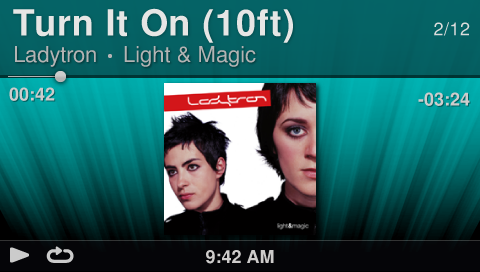 Turn It On (10ft)
2/12
Ladytron • Light & Magic
00:42
-03:24
Ladytron
light&magic
9:42 AM